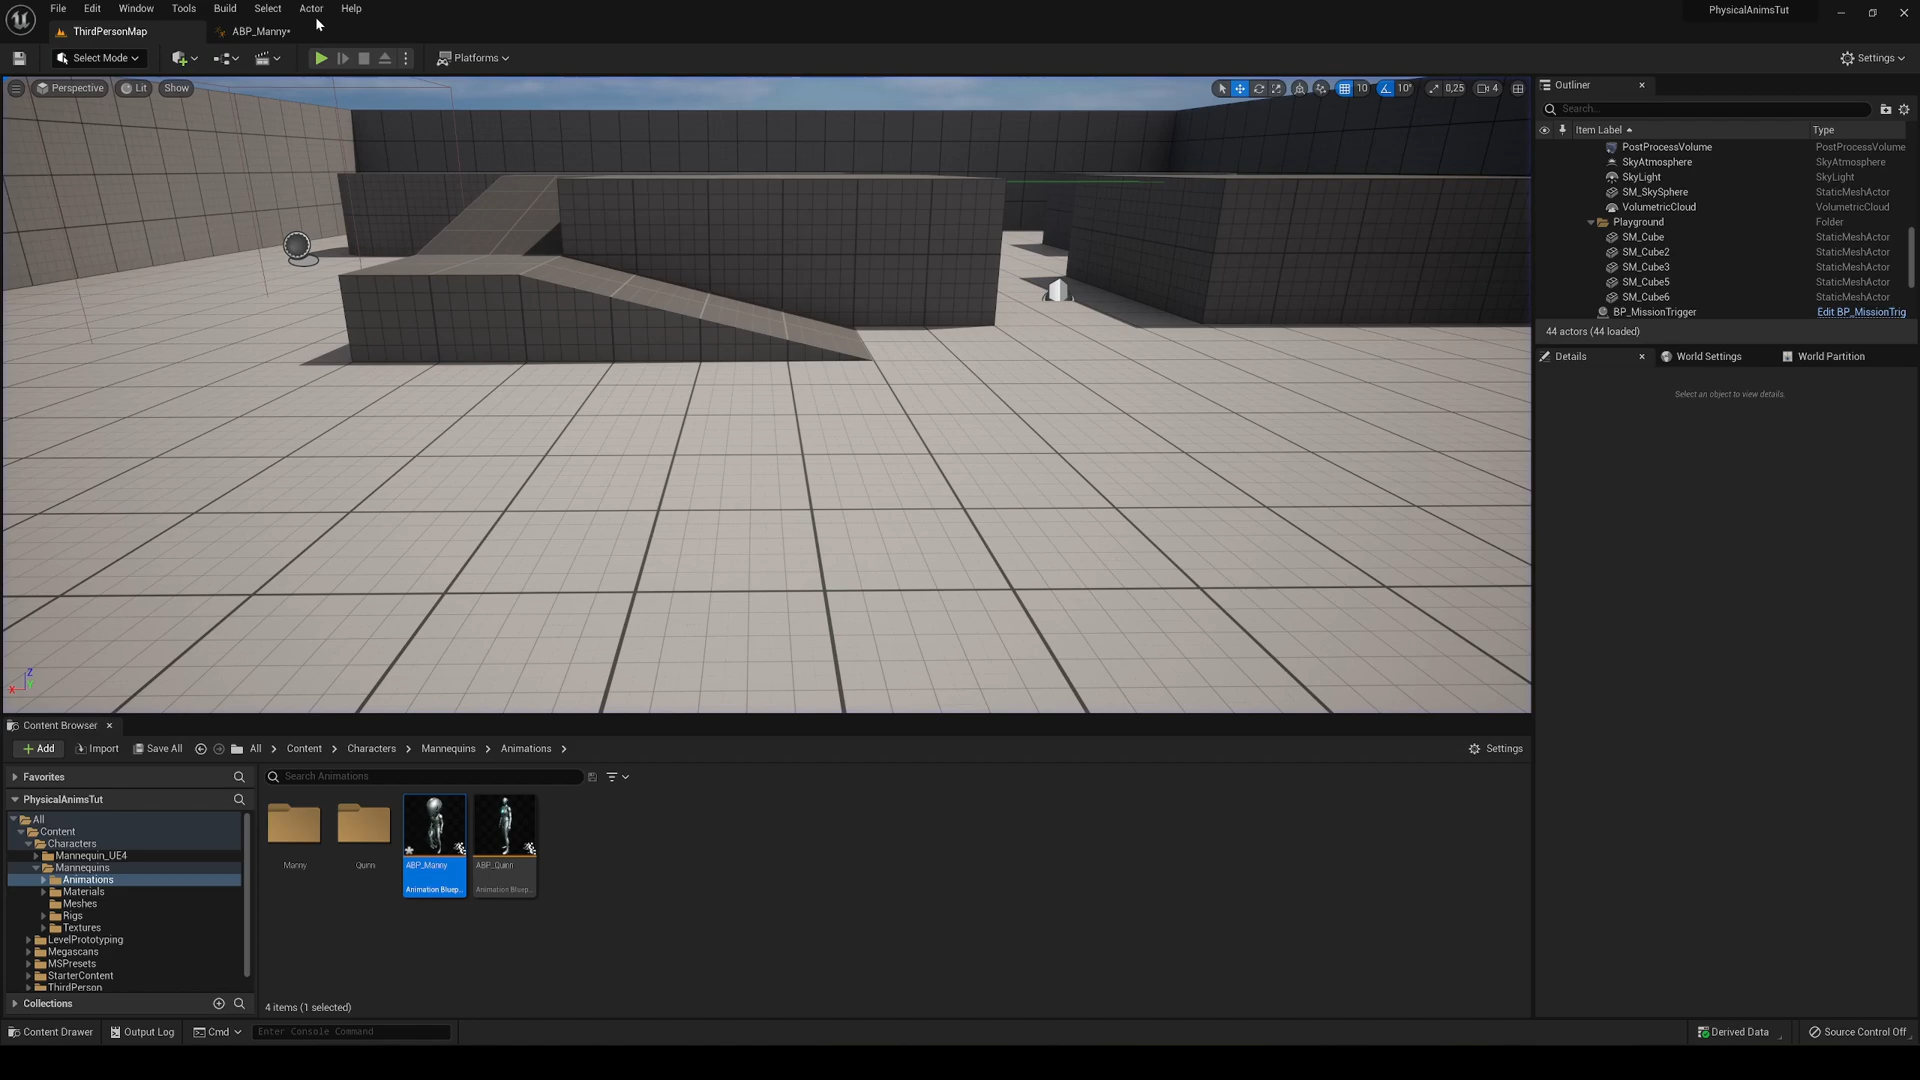 File Edit Window Tools Build Select Actor Help
PhysicalAnimsTut
ThirdPersonMap
ABP_Manny*
Select Mode
Platforms
Settings
Perspective
Lit
Show
10
10°
0,25
4
Outliner
Search...
Item Label
Type
PostProcessVolume PostProcessVolume
SkyAtmosphere SkyAtmosphere
SkyLight SkyLight
SM_SkySphere StaticMeshActor
VolumetricCloud VolumetricCloud
Playground Folder
SM_Cube StaticMeshActor
SM_Cube2 StaticMeshActor
SM_Cube3 StaticMeshActor
SM_Cube5 StaticMeshActor
SM_Cube6 StaticMeshActor
BP_MissionTrigger Edit BP_MissionTrig
44 actors (44 loaded)
Details
World Settings
World Partition
Select an object to view details.
Z
X
Y
Content Browser
Add
Import
Save All
All > Content > Characters > Mannequins > Animations >
Settings
Favorites
Search Animations
PhysicalAnimsTut
All
Content
Characters
Mannequin_UE4
Mannequins
Animations
Materials
Meshes
Rigs
Textures
LevelPrototyping
Megascans
MSPresets
StarterContent
ThirdPerson
Collections
Manny
Quinn
ABP_Manny
Animation Bluep...
ABP_Quinn
Animation Bluep...
4 items (1 selected)
Content Drawer
Output Log
Cmd
Enter Console Command
Derived Data
Source Control Off